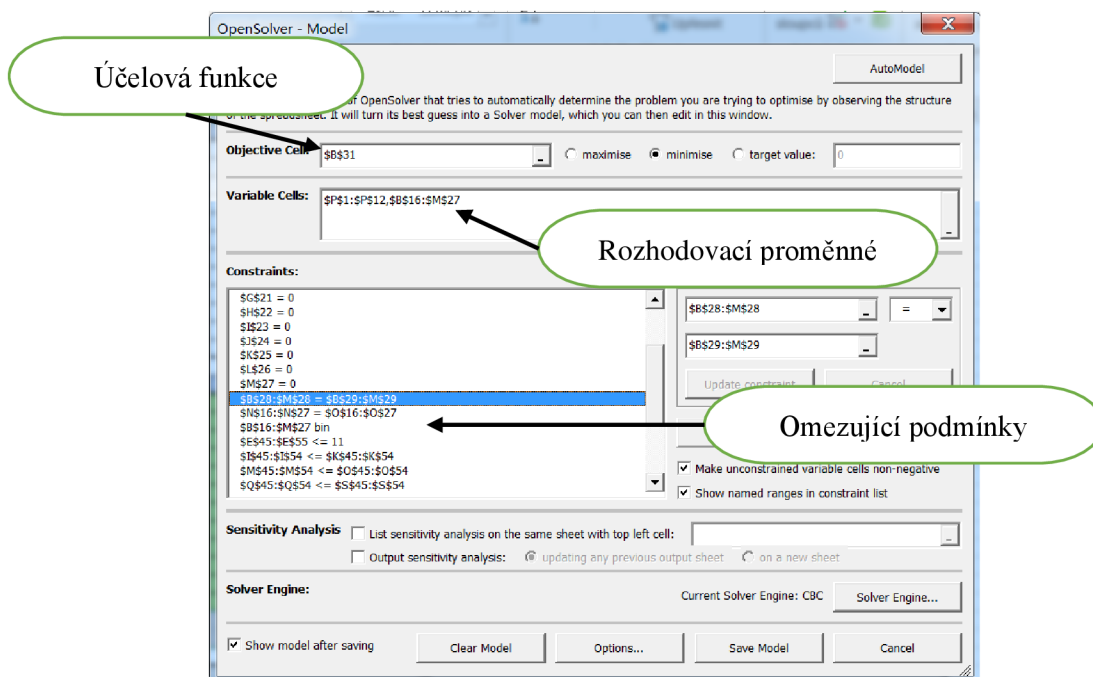 OpenSolver - Model
Účelová funkce
AutoModel
of OpenSolver that tries to automatically determine the problem you are trying to optimise by observing the structure
of the spreadsheet. It will turn its best guess into a Solver model, which you can then edit in this window.
Objective Cell: $B$31 _ maximise minimise target value: 0
Variable Cells: $P$1:$P$12,$B$16:$M$27
_
Rozhodovací proměnné
Constraints:
$G$21 = 0
$H$22 = 0
$I$23 = 0
$J$24 = 0
$K$25 = 0
$L$26 = 0
$M$27 = 0
$B$28:$M$28 = $B$29:$M$29
$N$16:$N$27 = $O$16:$O$27
$B$16:$M$27 bin
$E$45:$E$55 <= 11
$I$45:$I$54 <= $K$45:$K$54
$M$45:$M$54 <= $O$45:$O$54
$Q$45:$Q$54 <= $S$45:$S$54
$B$28:$M$28 _ =
$B$29:$M$29 _
Update constraint Cancel
Omezující podmínky
Make unconstrained variable cells non-negative
Show named ranges in constraint list
Sensitivity Analysis List sensitivity analysis on the same sheet with top left cell: _
Output sensitivity analysis: updating any previous output sheet on a new sheet
Solver Engine: Current Solver Engine: CBC Solver Engine...
Show model after saving Clear Model Options... Save Model Cancel